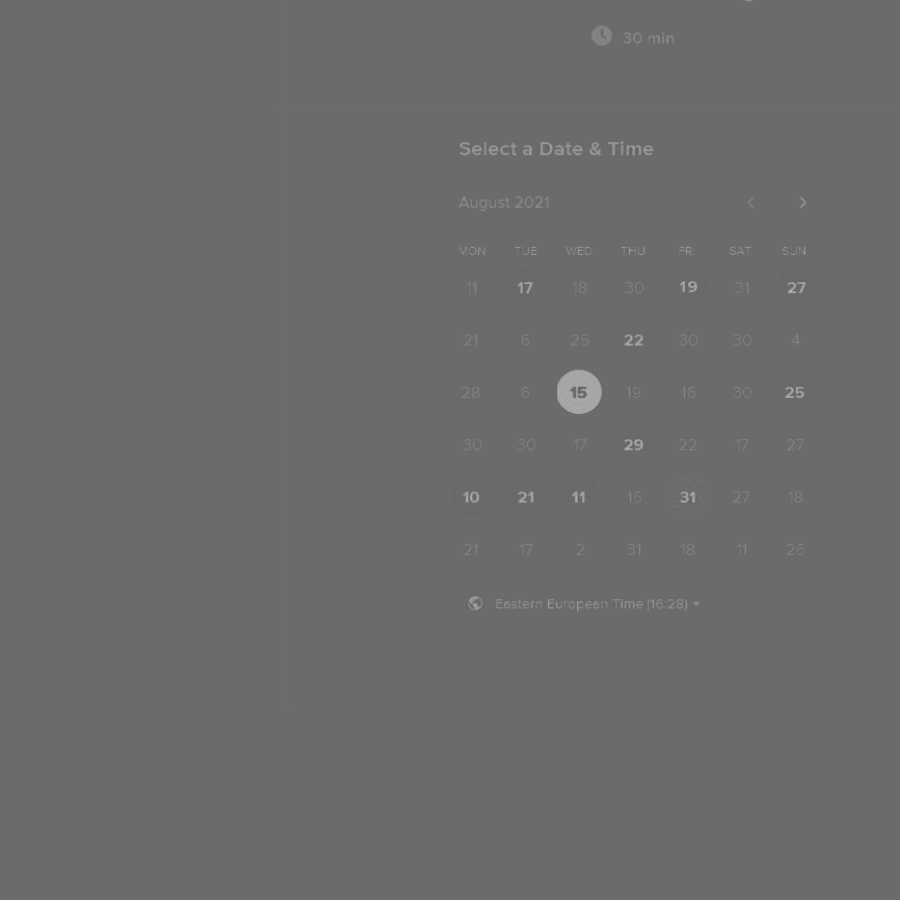 30 min
Select a Date & Time
August 2021
MON TUE WED THU FRI SAT SUN
11 17 18 30 19 31 27
21 6 25 22 30 30 4
28 6 15 19 15 30 25
30 30 17 29 22 17 27
10 21 11 16 31 27 18
21 17 2 31 18 11 26
Eastern European Time (16:28)